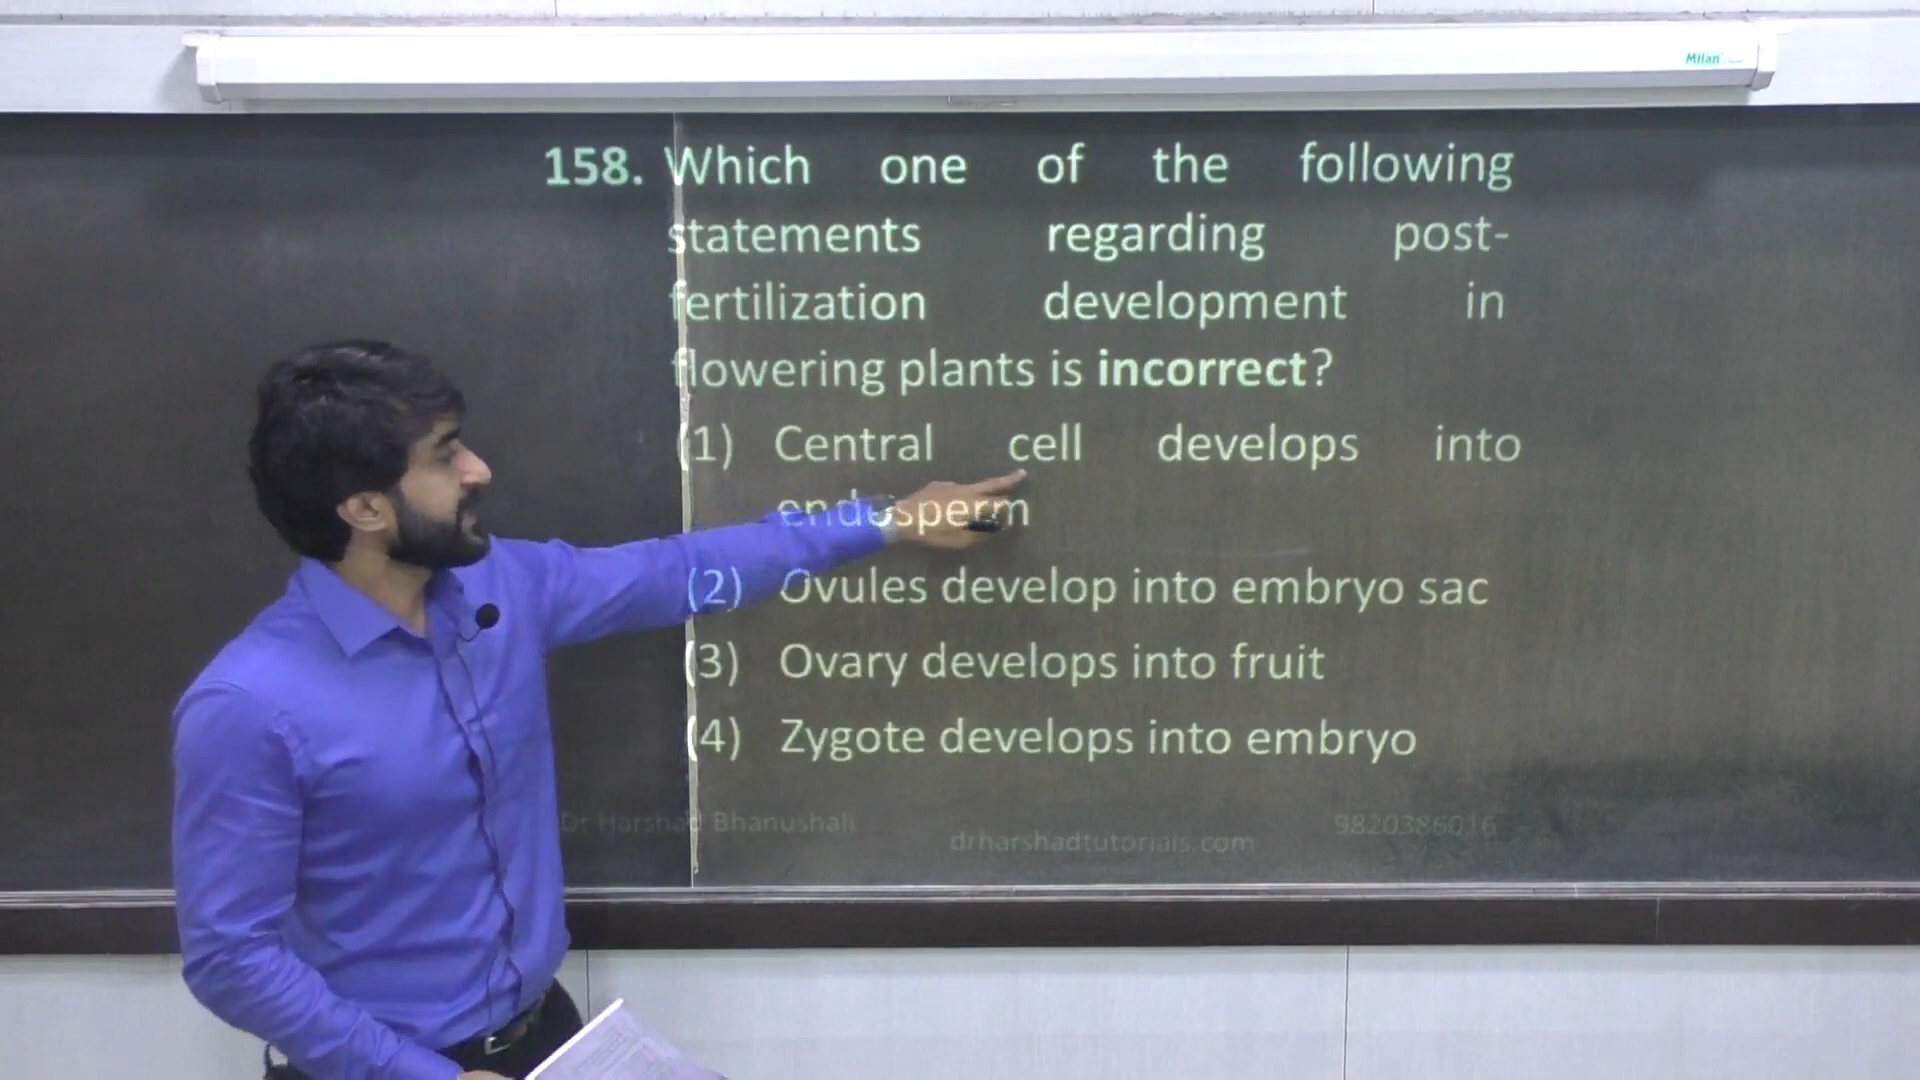 Milan
158. Which one of the following
statements regarding post-
fertilization development in
flowering plants is incorrect?
(1) Central cell develops into
endosperm
(2) Ovules develop into embryo sac
(3) Ovary develops into fruit
(4) Zygote develops into embryo
Dr Harshad Bhanushali
drharshadtutorials.com
9820386016